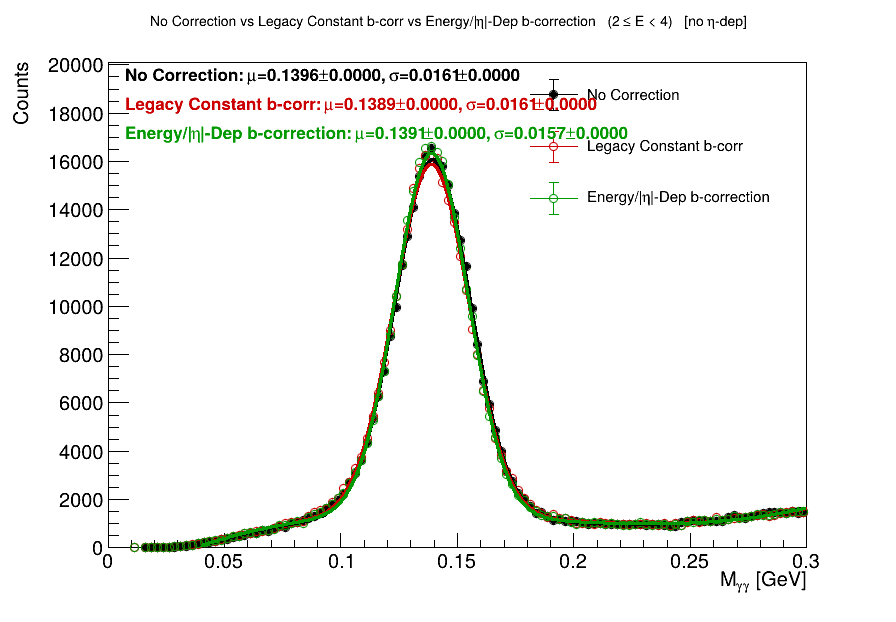 No Correction vs Legacy Constant b-corr vs Energy/|η|-Dep b-correction (2 ≤ E < 4) [no η-dep]
Counts
No Correction: μ=0.1396±0.0000, σ=0.0161±0.0000
Legacy Constant b-corr: μ=0.1389±0.0000, σ=0.0161±0.0000
Energy/|η|-Dep b-correction: μ=0.1391±0.0000, σ=0.0157±0.0000
No Correction
Legacy Constant b-corr
Energy/|η|-Dep b-correction
20000
18000
16000
14000
12000
10000
8000
6000
4000
2000
0
0 0.05 0.1 0.15 0.2 0.25 0.3
Mγγ [GeV]